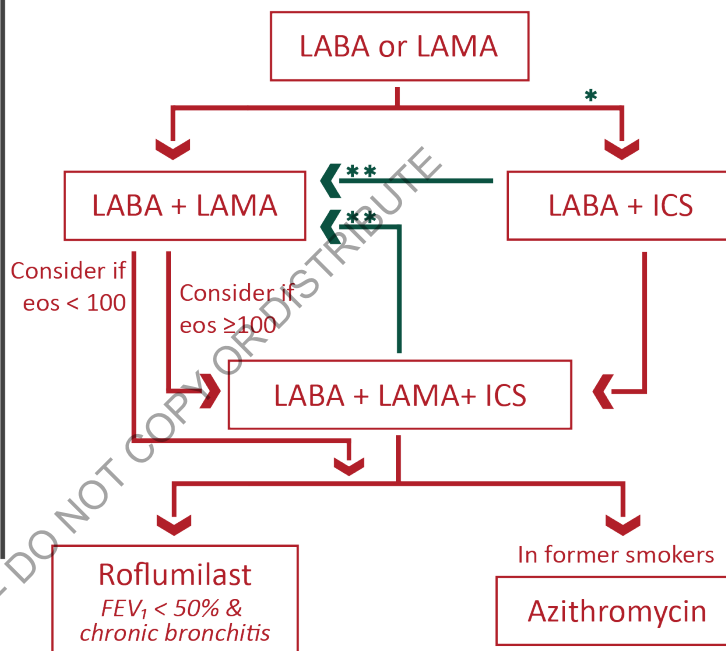 LABA or LAMA
*
**
LABA + LAMA
LABA + ICS
**
Consider if
eos < 100
Consider if
eos ≥100
LABA + LAMA+ ICS
In former smokers
Roflumilast
FEV₁ < 50% &
chronic bronchitis
Azithromycin
DO NOT COPY OR DISTRIBUTE